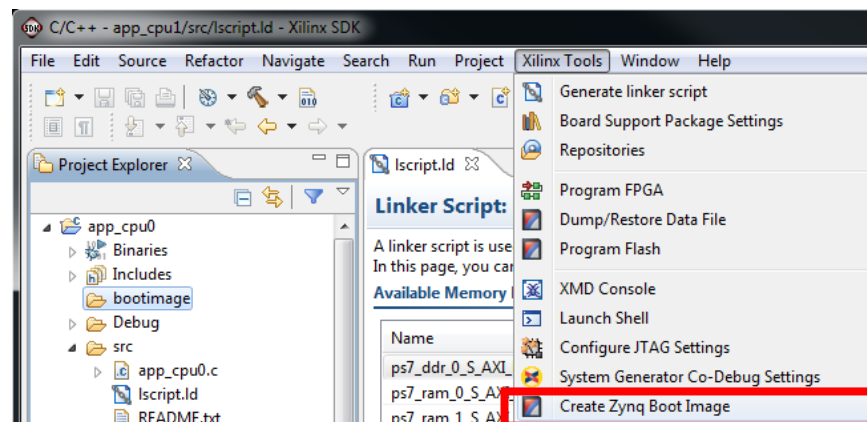 C/C++ - app_cpu1/src/lscript.ld - Xilinx SDK
File Edit Source Refactor Navigate Search Run Project Xilinx Tools Window Help
Project Explorer
app_cpu0
Binaries
Includes
bootimage
Debug
src
app_cpu0.c
lscript.ld
README.txt
lscript.ld
Linker Script:
A linker script is use
In this page, you car
Available Memory
Name
ps7_ddr_0_S_AXI_
ps7_ram_0_S_AX
ps7_ram_1_S_AX
Generate linker script
Board Support Package Settings
Repositories
Program FPGA
Dump/Restore Data File
Program Flash
XMD Console
Launch Shell
Configure JTAG Settings
System Generator Co-Debug Settings
Create Zynq Boot Image